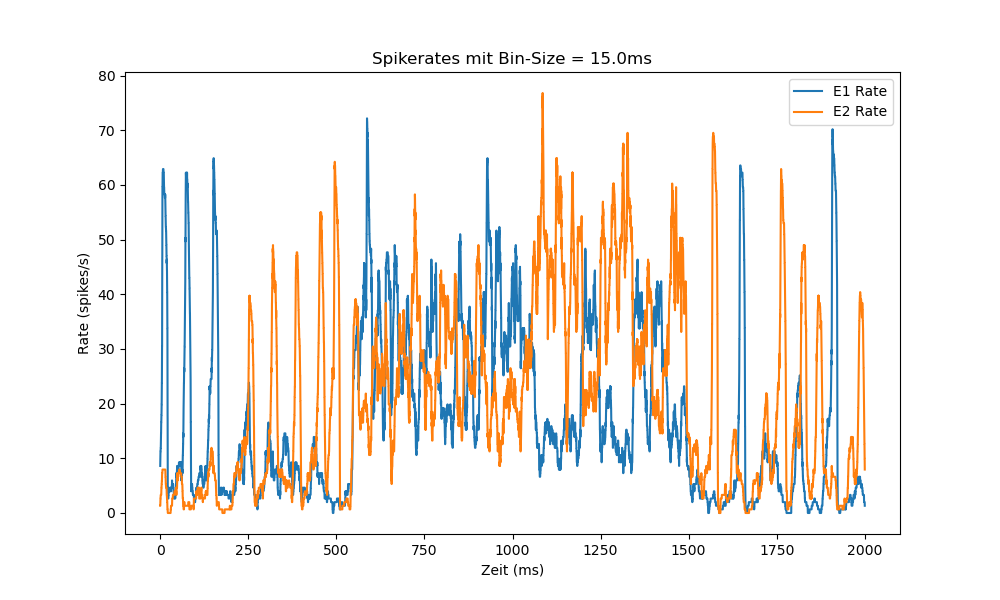 Spikerates mit Bin-Size = 15.0ms
E1 Rate
E2 Rate
Rate (spikes/s)
80
70
60
50
40
30
20
10
0
0 250 500 750 1000 1250 1500 1750 2000
Zeit (ms)